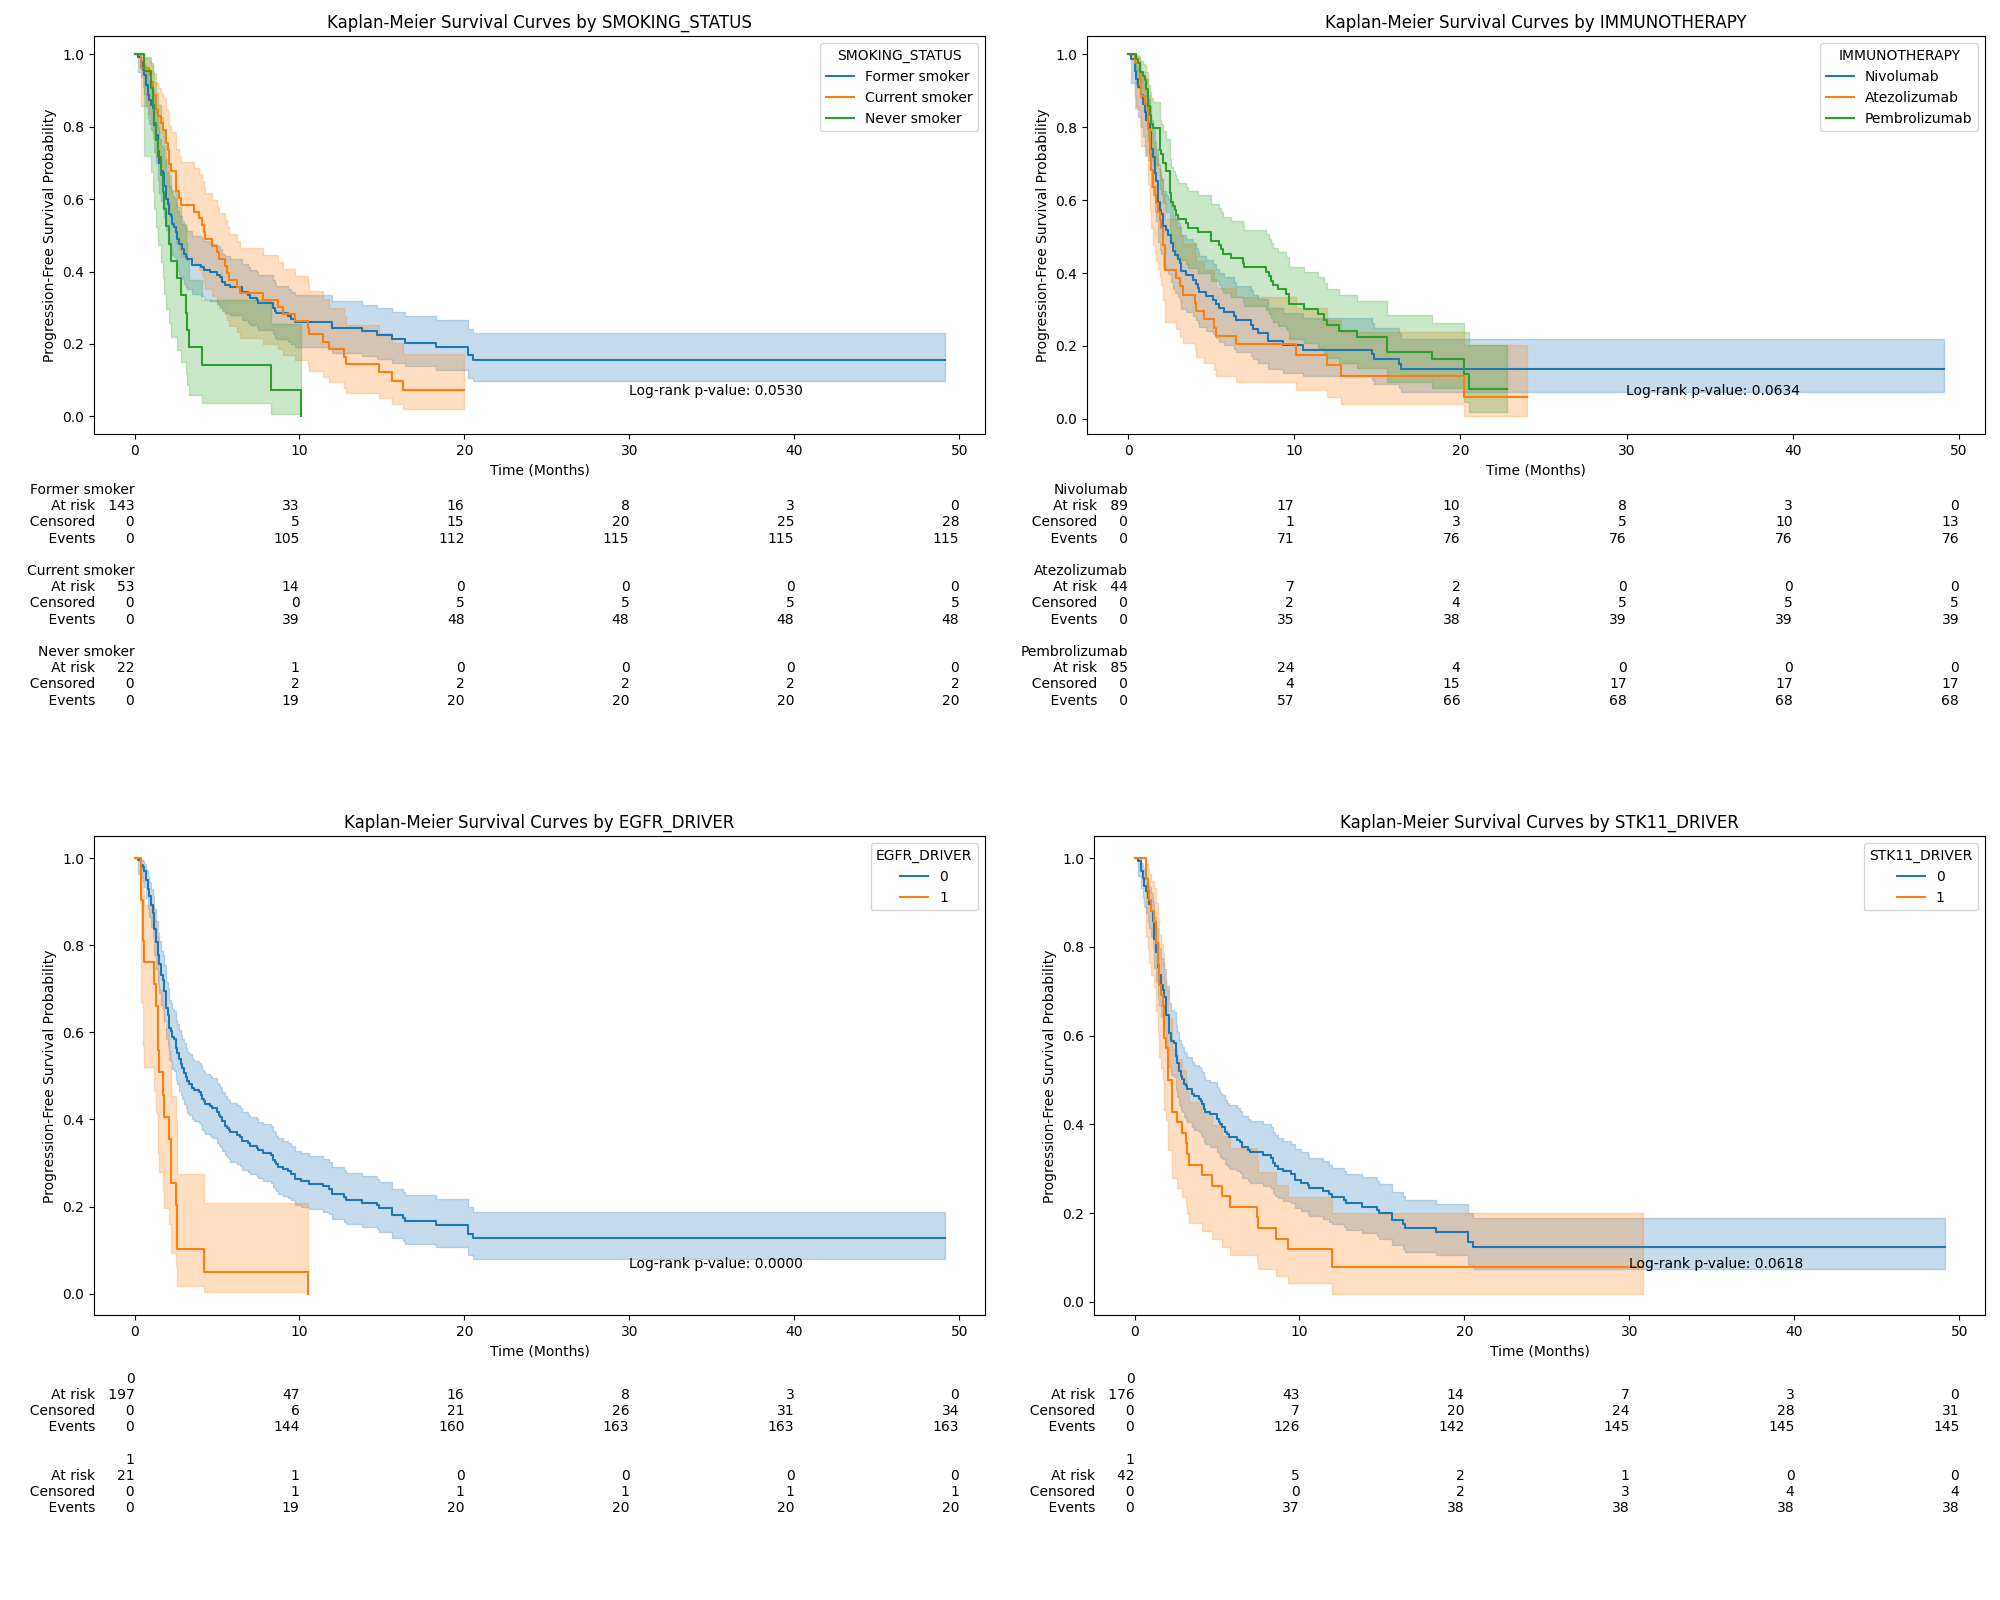 Kaplan-Meier Survival Curves by SMOKING_STATUS
Progression-Free Survival Probability
1.0
0.8
0.6
0.4
0.2
0.0
SMOKING_STATUS
Former smoker
Current smoker
Never smoker
Log-rank p-value: 0.0530
0 10 20 30 40 50
Time (Months)
Former smoker
At risk 143 33 16 8 3 0
Censored 0 5 15 20 25 28
Events 0 105 112 115 115 115
Current smoker
At risk 53 14 0 0 0 0
Censored 0 0 5 5 5 5
Events 0 39 48 48 48 48
Never smoker
At risk 22 1 0 0 0 0
Censored 0 2 2 2 2 2
Events 0 19 20 20 20 20
Kaplan-Meier Survival Curves by IMMUNOTHERAPY
Progression-Free Survival Probability
1.0
0.8
0.6
0.4
0.2
0.0
IMMUNOTHERAPY
Nivolumab
Atezolizumab
Pembrolizumab
Log-rank p-value: 0.0634
0 10 20 30 40 50
Time (Months)
Nivolumab
At risk 89 17 10 8 3 0
Censored 0 1 3 5 10 13
Events 0 71 76 76 76 76
Atezolizumab
At risk 44 7 2 0 0 0
Censored 0 2 4 5 5 5
Events 0 35 38 39 39 39
Pembrolizumab
At risk 85 24 4 0 0 0
Censored 0 4 15 17 17 17
Events 0 57 66 68 68 68
Kaplan-Meier Survival Curves by EGFR_DRIVER
Progression-Free Survival Probability
1.0
0.8
0.6
0.4
0.2
0.0
EGFR_DRIVER
0
1
Log-rank p-value: 0.0000
0 10 20 30 40 50
Time (Months)
0
At risk 197 47 16 8 3 0
Censored 0 6 21 26 31 34
Events 0 144 160 163 163 163
1
At risk 21 1 0 0 0 0
Censored 0 1 1 1 1 1
Events 0 19 20 20 20 20
Kaplan-Meier Survival Curves by STK11_DRIVER
Progression-Free Survival Probability
1.0
0.8
0.6
0.4
0.2
0.0
STK11_DRIVER
0
1
Log-rank p-value: 0.0618
0 10 20 30 40 50
Time (Months)
0
At risk 176 43 14 7 3 0
Censored 0 7 20 24 28 31
Events 0 126 142 145 145 145
1
At risk 42 5 2 1 0 0
Censored 0 0 2 3 4 4
Events 0 37 38 38 38 38